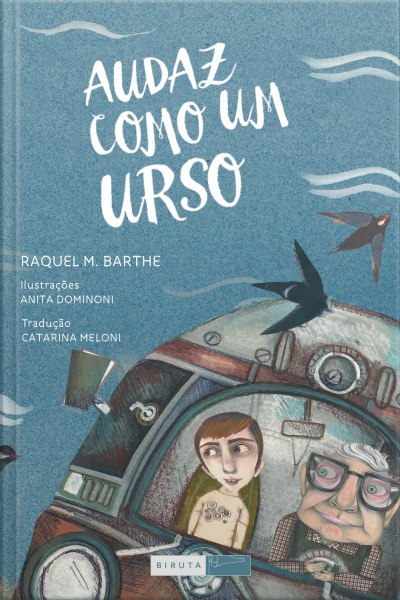 AUDAZ
COMO UM
URSO
RAQUEL M. BARTHE
Ilustrações
ANITA DOMINONI
Tradução
CATARINA MELONI
BIRUTA